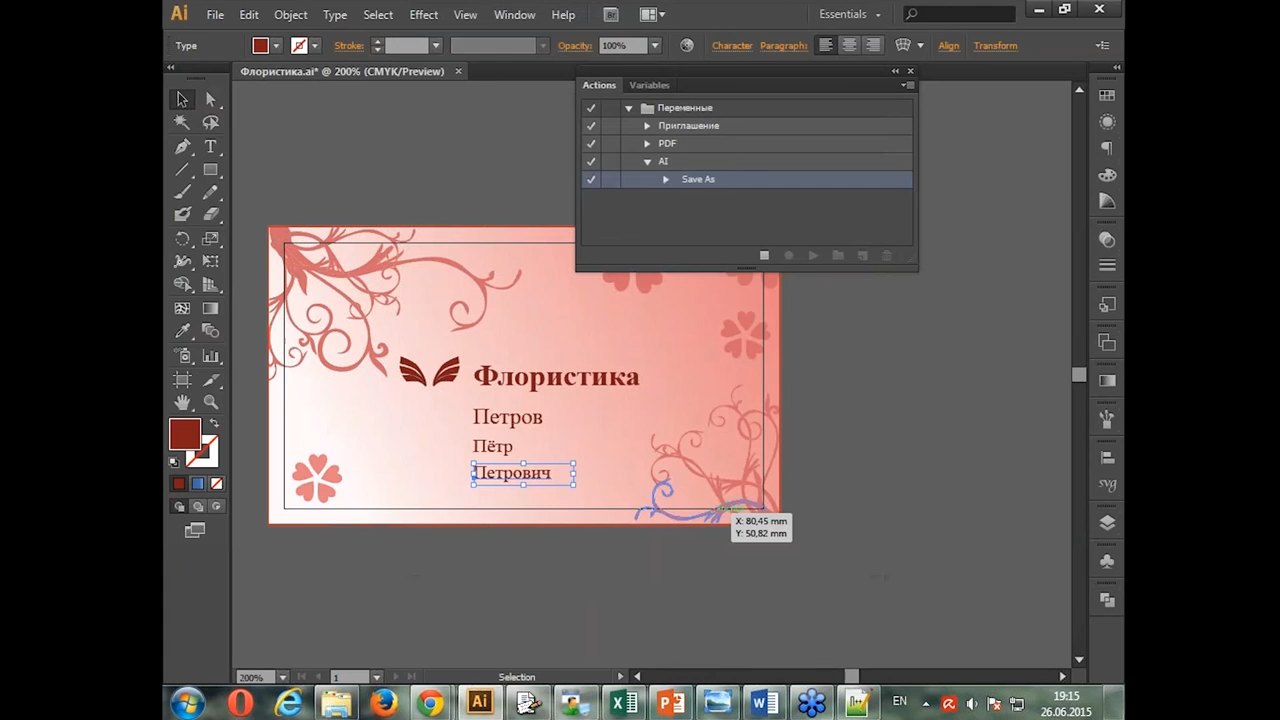 Ai File Edit Object Type Select Effect View Window Help Br Essentials
Type Stroke: Opacity: 100% Character Paragraph: Align Transform
Флористика.ai* @ 200% (CMYK/Preview)
Actions Variables
Переменные
Приглашение
PDF
AI
Save As
Флористика
Петров
Пётр
Петрович
X: 80,45 mm
Y: 50,82 mm
svg
200% 1 Selection
Ai EN 19:15
26.06.2015